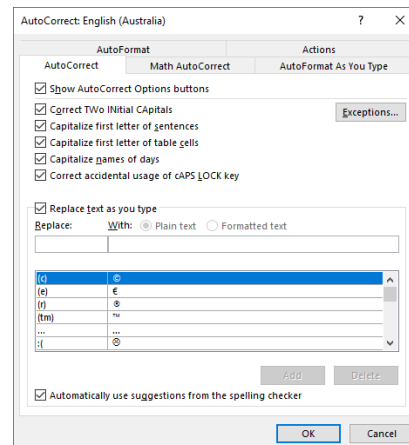 AutoCorrect: English (Australia) ? ×
AutoFormat Actions
AutoCorrect Math AutoCorrect AutoFormat As You Type
Show AutoCorrect Options buttons
Correct TWo INitial CApitals Exceptions...
Capitalize first letter of sentences
Capitalize first letter of table cells
Capitalize names of days
Correct accidental usage of cAPS LOCK key
Replace text as you type
Replace: With: Plain text Formatted text
(c) ©
(e) €
(r) ®
(tm) ™
... …
:( ☹
Add Delete
Automatically use suggestions from the spelling checker
OK Cancel